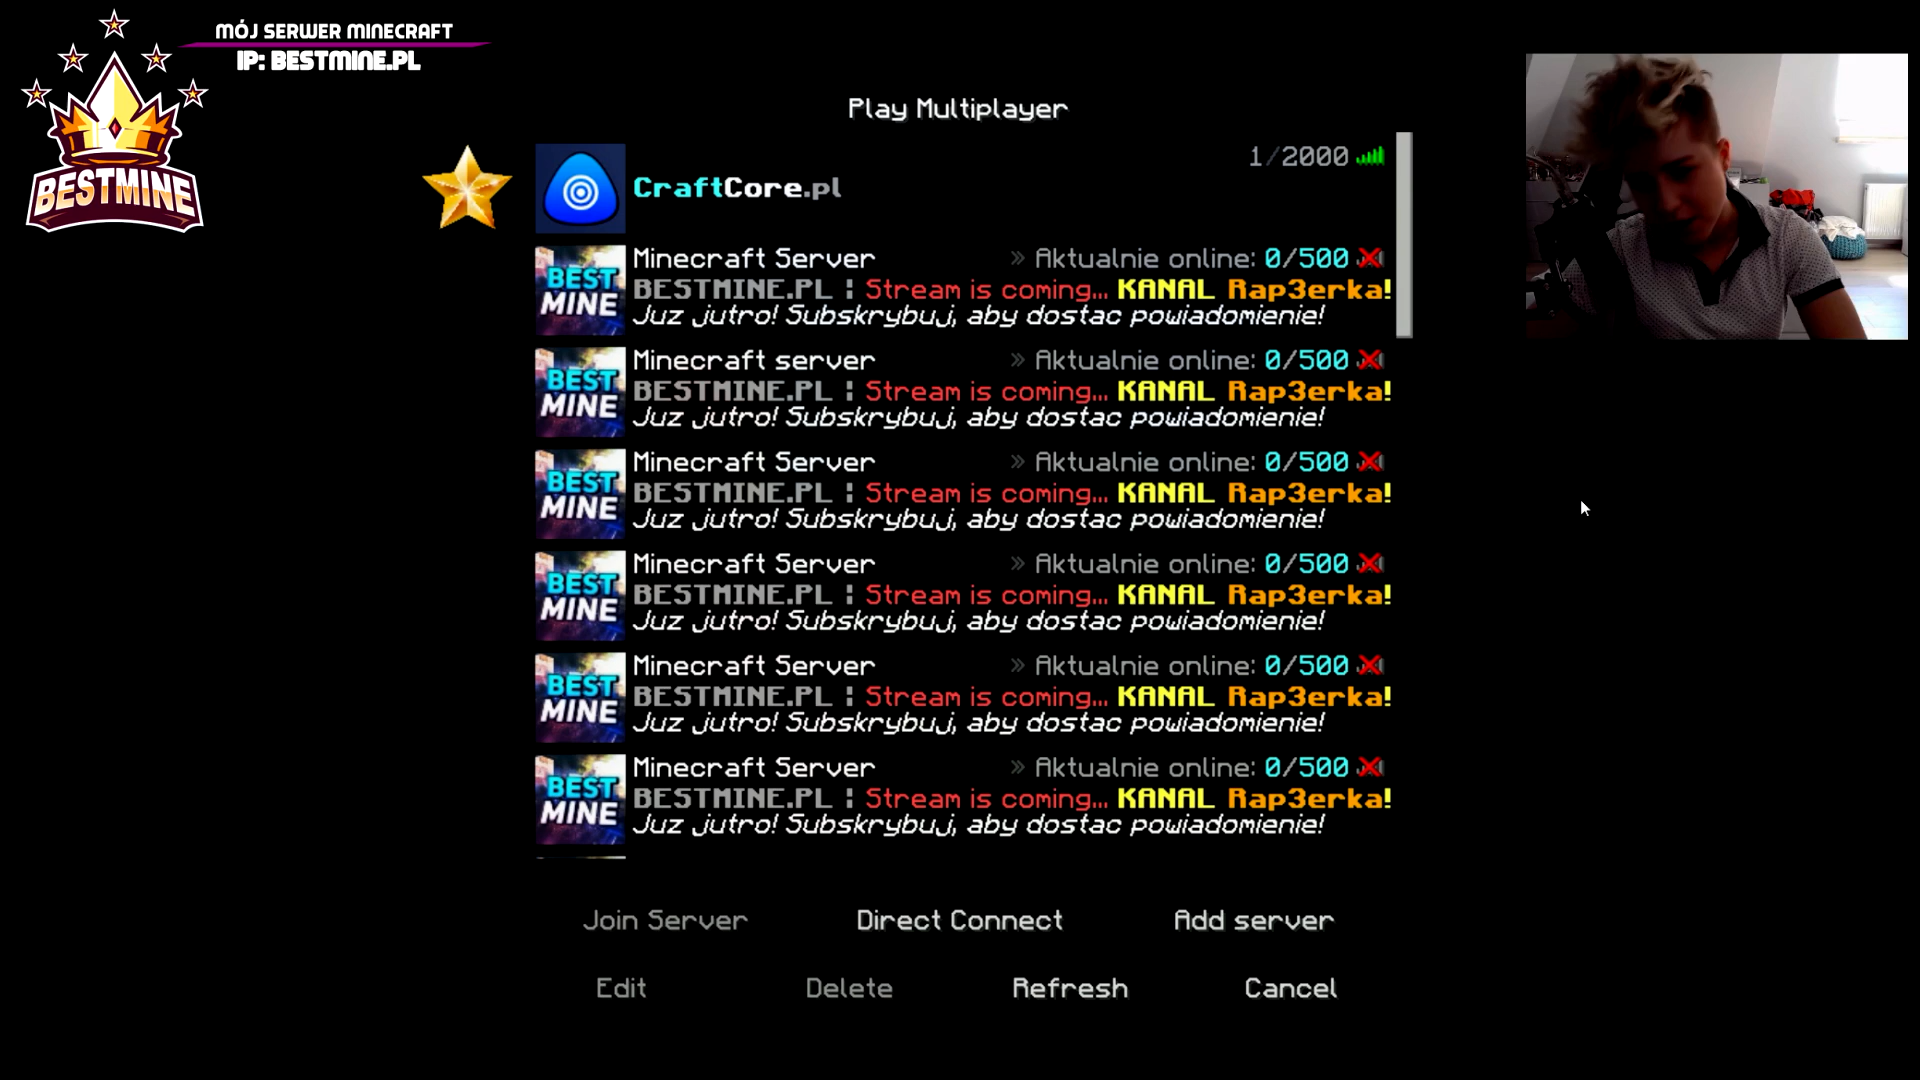 MÓJ SERWER MINECRAFT
IP: BESTMINE.PL
BESTMINE
Play Multiplayer
CraftCore.pl
1/2000
BEST MINE
Minecraft Server » Aktualnie online: 0/500
BESTMINE.PL | Stream is coming... KANAL Rap3erka!
Juz jutro! Subskrybuj, aby dostac powiadomienie!
BEST MINE
Minecraft server » Aktualnie online: 0/500
BESTMINE.PL | Stream is coming... KANAL Rap3erka!
Juz jutro! Subskrybuj, aby dostac powiadomienie!
BEST MINE
Minecraft Server » Aktualnie online: 0/500
BESTMINE.PL | Stream is coming... KANAL Rap3erka!
Juz jutro! Subskrybuj, aby dostac powiadomienie!
BEST MINE
Minecraft Server » Aktualnie online: 0/500
BESTMINE.PL | Stream is coming... KANAL Rap3erka!
Juz jutro! Subskrybuj, aby dostac powiadomienie!
BEST MINE
Minecraft Server » Aktualnie online: 0/500
BESTMINE.PL | Stream is coming... KANAL Rap3erka!
Juz jutro! Subskrybuj, aby dostac powiadomienie!
BEST MINE
Minecraft Server » Aktualnie online: 0/500
BESTMINE.PL | Stream is coming... KANAL Rap3erka!
Juz jutro! Subskrybuj, aby dostac powiadomienie!
Join Server Direct Connect Add server
Edit Delete Refresh Cancel